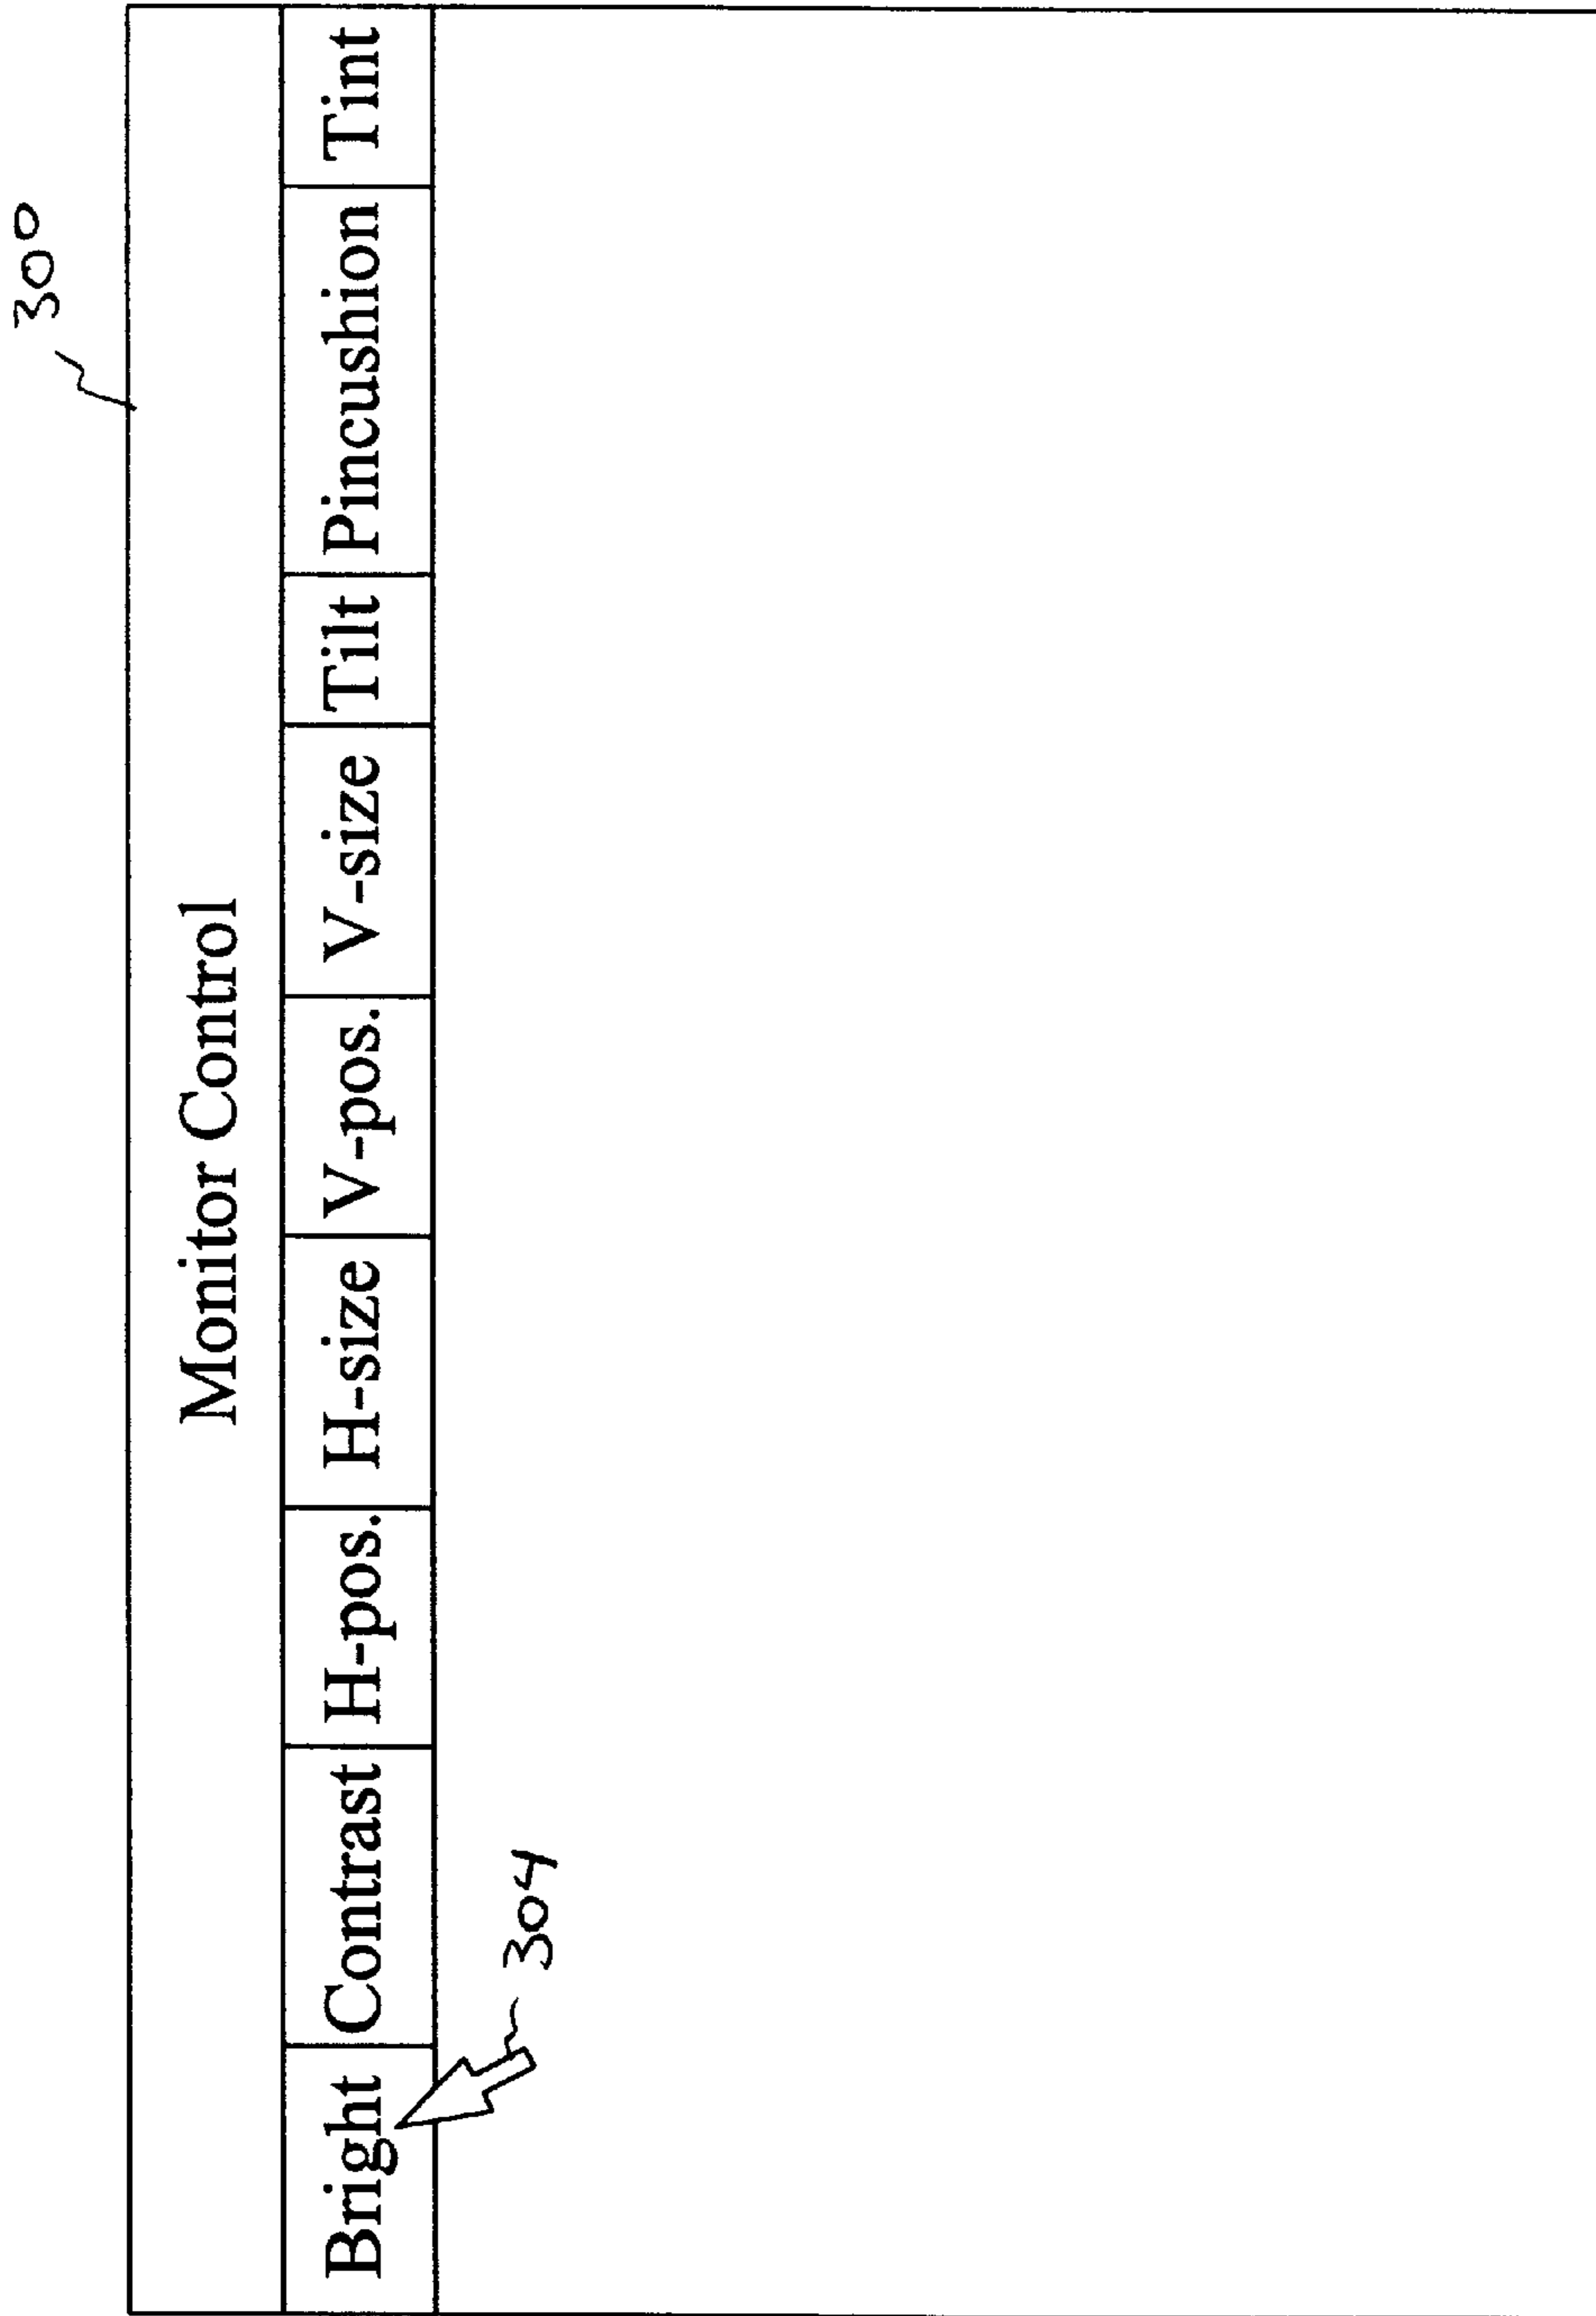 300
Monitor Control
Bright Contrast H-pos. H-size V-pos. V-size Tilt Pincushion Tint
304